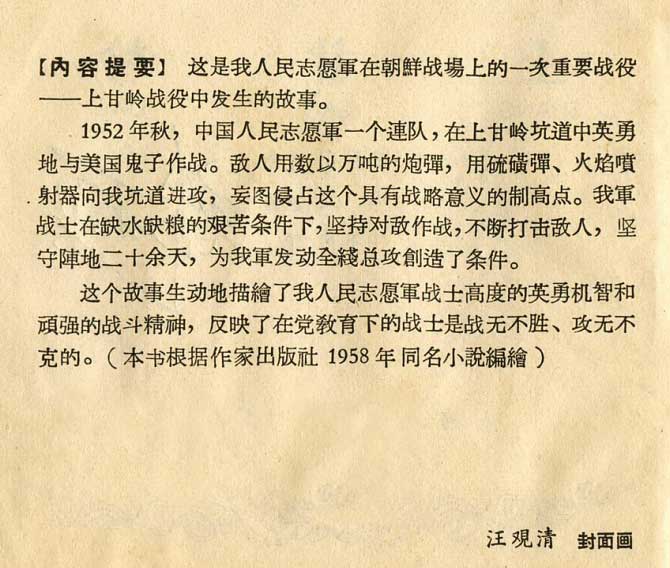 【內容提要】 这是我人民志愿軍在朝鮮战場上的一次重要战役
——上甘岭战役中发生的故事。
1952年秋，中国人民志愿軍一个連队，在上甘岭坑道中英勇
地与美国鬼子作战。敌人用数以万吨的炮彈，用硫磺彈、火焰噴
射器向我坑道进攻，妄图侵占这个具有战略意义的制高点。我軍
战士在缺水缺粮的艰苦条件下，坚持对敌作战，不断打击敌人，坚
守陣地二十余天，为我軍发动全綫总攻創造了条件。
这个故事生动地描繪了我人民志愿軍战士高度的英勇机智和
頑强的战斗精神，反映了在党敎育下的战士是战无不胜、攻无不
克的。（本书根据作家出版社 1958年同名小說編繪）
汪覌清 封面画